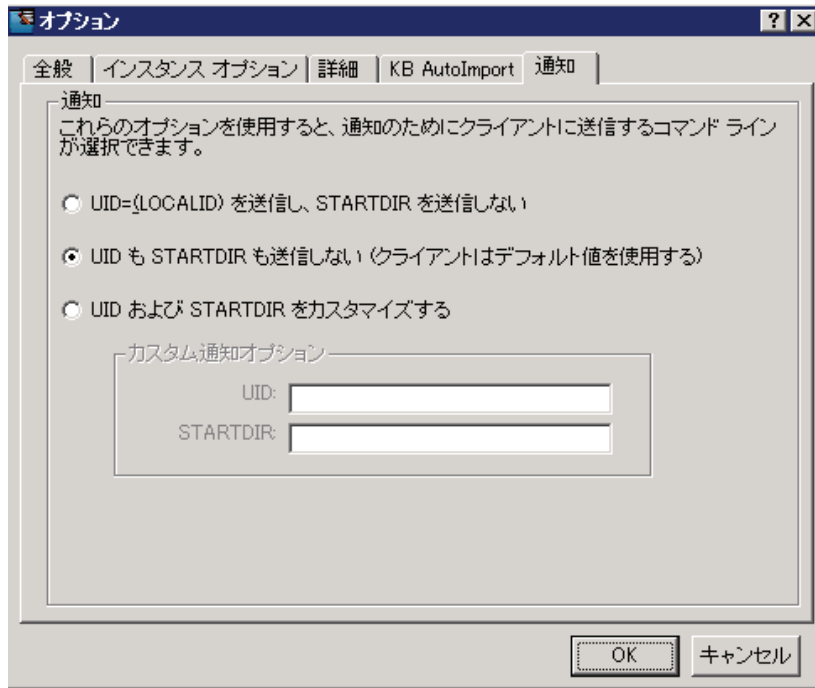 オプション
全般 インスタンス オプション 詳細 KB AutoImport 通知
通知
これらのオプションを使用すると、通知のためにクライアントに送信するコマンド ライン
が選択できます。
UID=(LOCALID) を送信し、STARTDIR を送信しない
UID も STARTDIR も送信しない (クライアントはデフォルト値を使用する)
UID および STARTDIR をカスタマイズする
カスタム通知オプション
UID:
STARTDIR:
OK キャンセル